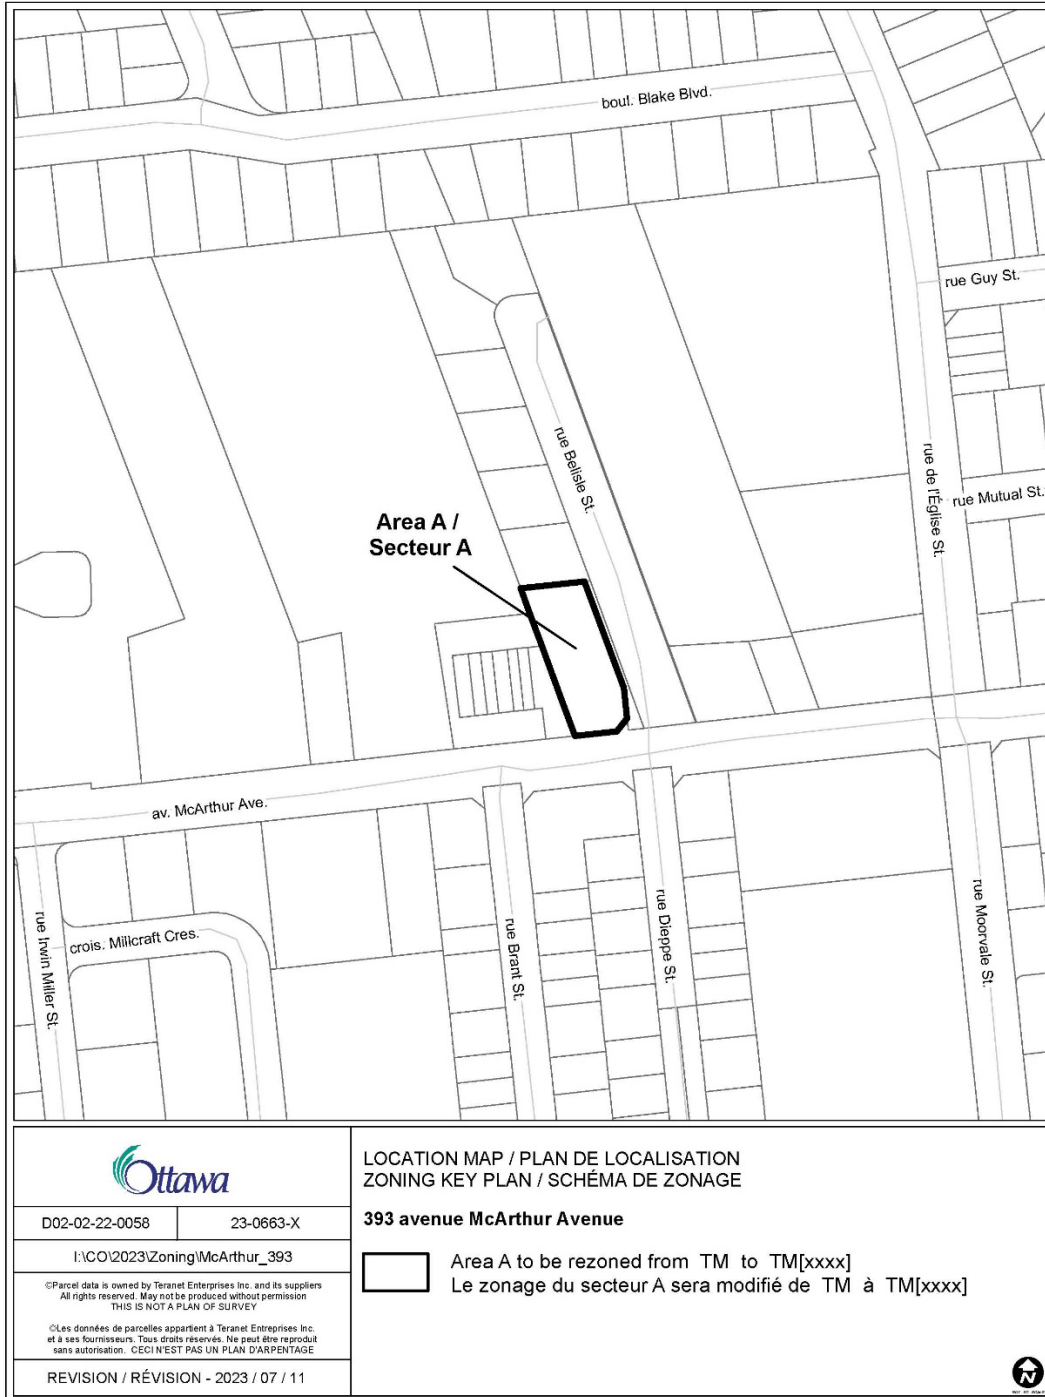 boul. Blake Blvd.
rue Guy St.
rue Belisle St.
rue de l'Église St.
rue Mutual St.
Area A /
Secteur A
av. McArthur Ave.
rue Irwin Miller St.
crois. Millcraft Cres.
rue Brant St.
rue Dieppe St.
rue Moorvale St.
Ottawa
D02-02-22-0058
23-0663-X
I:\CO\2023\Zoning\McArthur_393
©Parcel data is owned by Teranet Enterprises Inc. and its suppliers
All rights reserved. May not be produced without permission
THIS IS NOT A PLAN OF SURVEY
©Les données de parcelles appartient à Teranet Entreprises Inc.
et à ses fournisseurs. Tous droits réservés. Ne peut être reproduit
sans autorisation. CECI N'EST PAS UN PLAN D'ARPENTAGE
REVISION / RÉVISION - 2023 / 07 / 11
LOCATION MAP / PLAN DE LOCALISATION
ZONING KEY PLAN / SCHÉMA DE ZONAGE
393 avenue McArthur Avenue
Area A to be rezoned from TM to TM[xxxx]
Le zonage du secteur A sera modifié de TM à TM[xxxx]
N